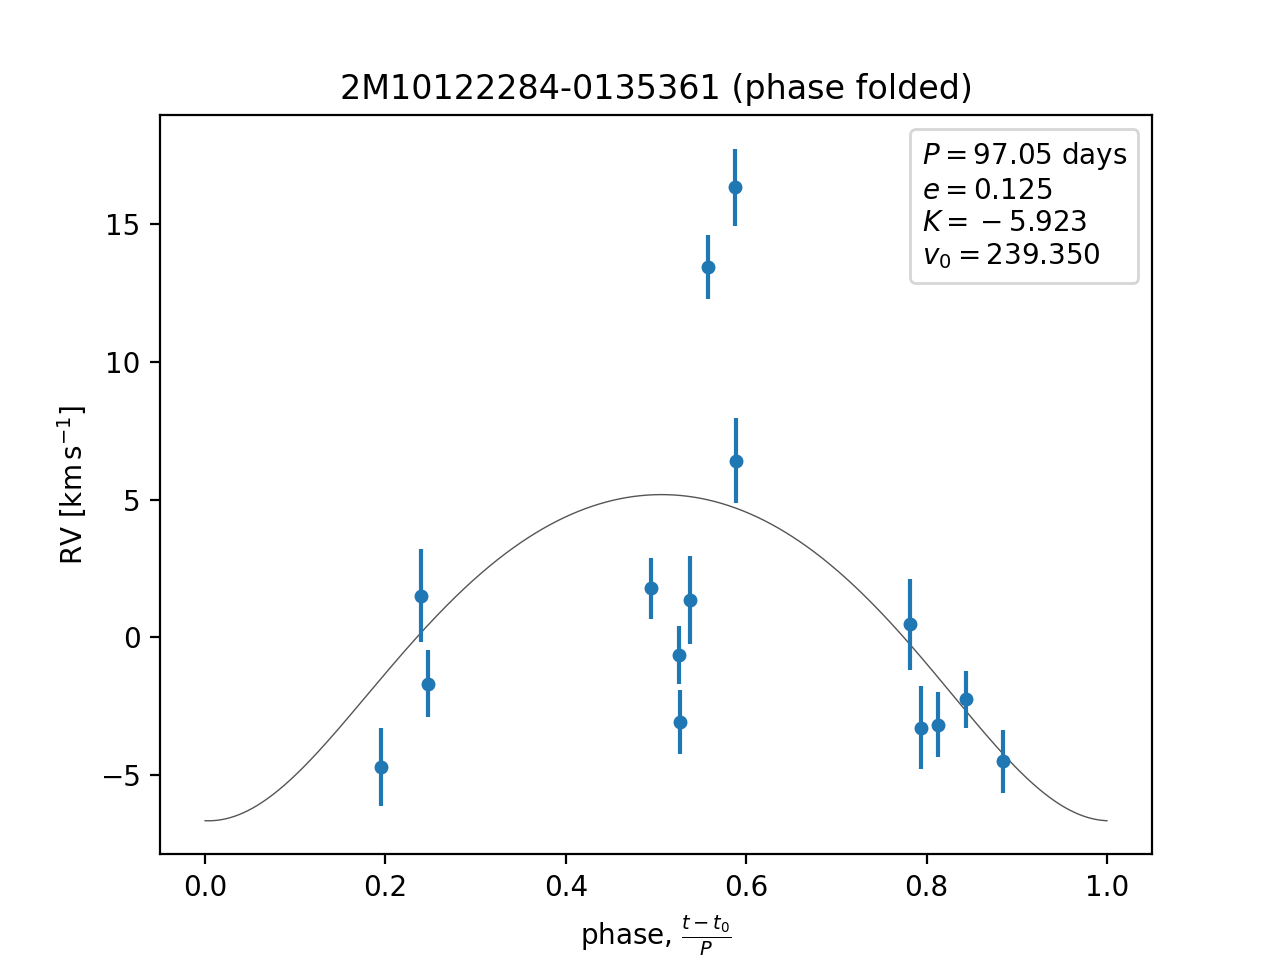 2M10122284-0135361 (phase folded)
P = 97.05 days
e = 0.125
K = −5.923
v₀ = 239.350
RV [km s⁻¹]
15
10
5
0
−5
0.0 0.2 0.4 0.6 0.8 1.0
phase, (t − t₀)/P